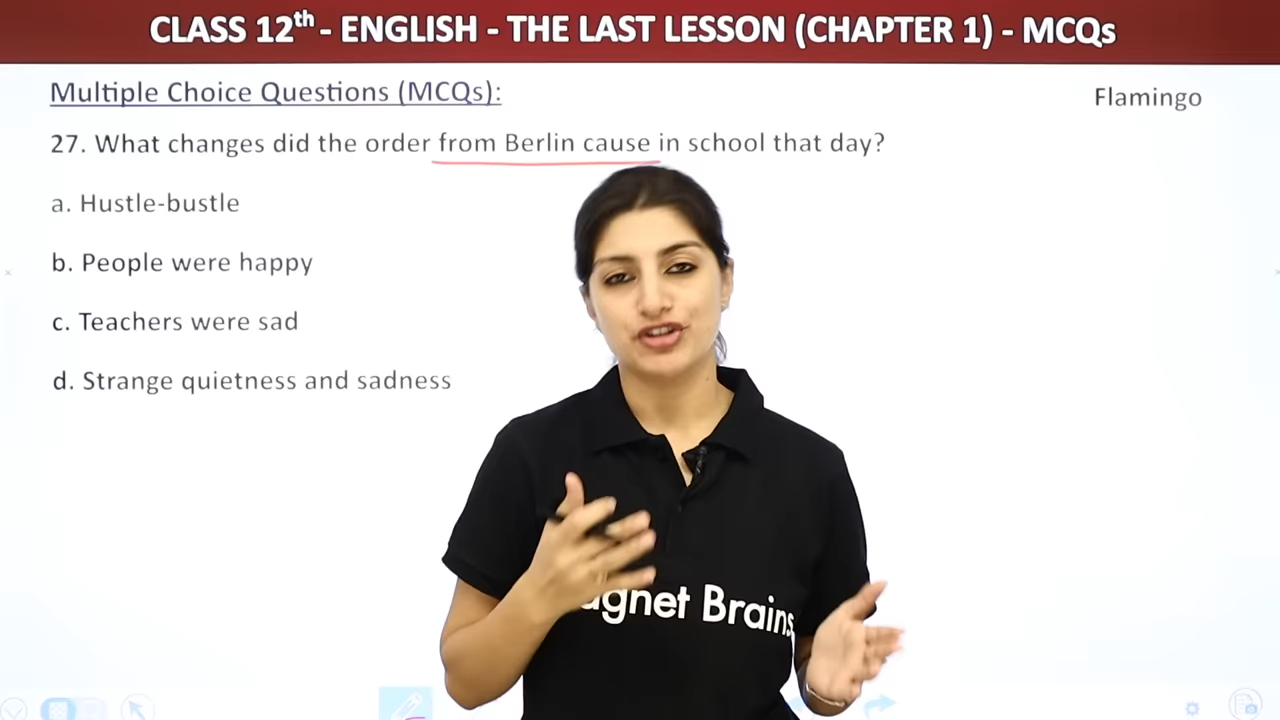 CLASS 12th - ENGLISH - THE LAST LESSON (CHAPTER 1) - MCQs
Multiple Choice Questions (MCQs):
Flamingo
27. What changes did the order from Berlin cause in school that day?
a. Hustle-bustle
b. People were happy
c. Teachers were sad
d. Strange quietness and sadness
agnet Brains